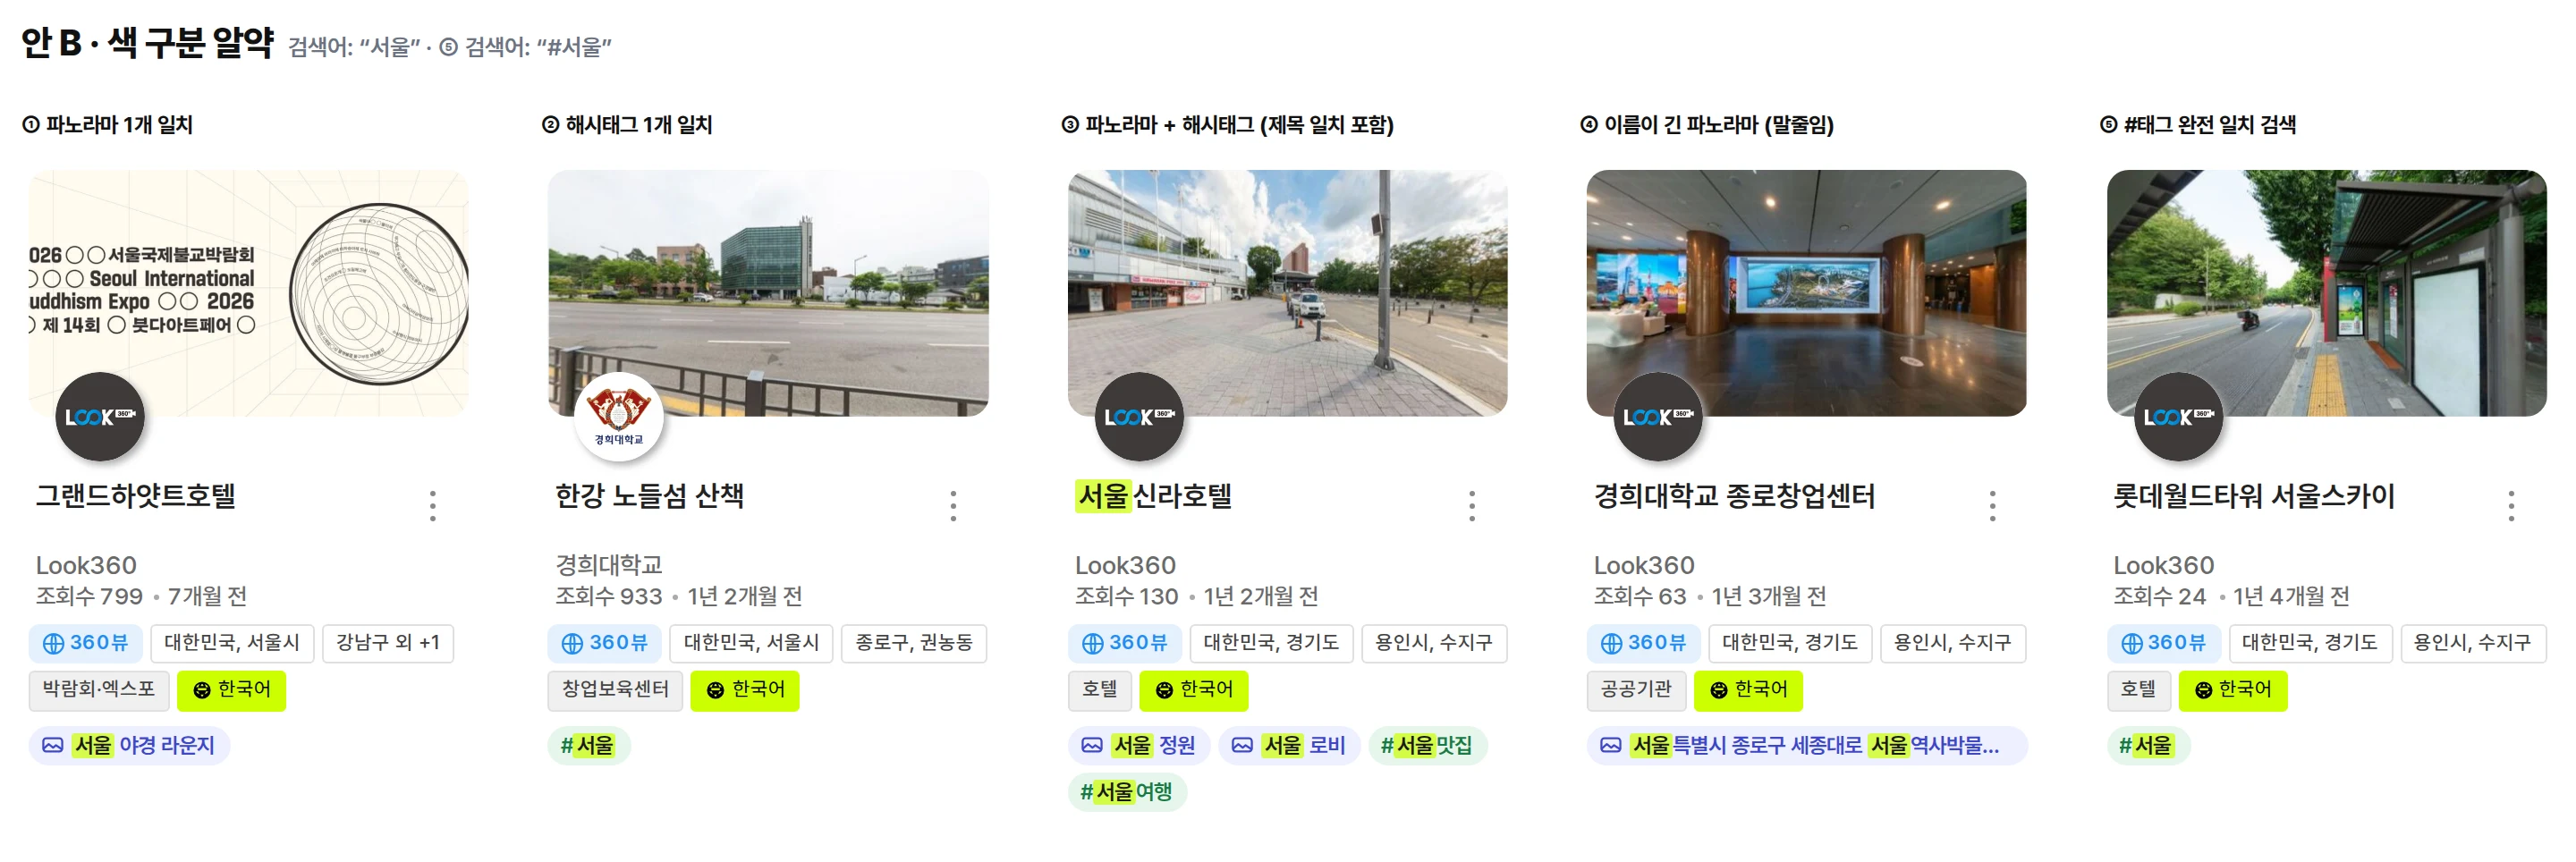 안 B · 색 구분 알약 검색어: “서울” · ⑤ 검색어: “#서울”
① 파노라마 1개 일치
026 ○○서울국제불교박람회
○○○ Seoul International
uddhism Expo ○○ 2026
○ 제 14회 ○ 붓다아트페어 ○
LOOK 360°
그랜드하얏트호텔
Look360
조회수 799 • 7개월 전
360뷰 대한민국, 서울시 강남구 외 +1
박람회·엑스포 한국어
서울 야경 라운지
② 해시태그 1개 일치
경희대학교
한강 노들섬 산책
경희대학교
조회수 933 • 1년 2개월 전
360뷰 대한민국, 서울시 종로구, 권농동
창업보육센터 한국어
#서울
③ 파노라마 + 해시태그 (제목 일치 포함)
LOOK 360°
서울신라호텔
Look360
조회수 130 • 1년 2개월 전
360뷰 대한민국, 경기도 용인시, 수지구
호텔 한국어
서울 정원 서울 로비 #서울맛집
#서울여행
④ 이름이 긴 파노라마 (말줄임)
LOOK 360°
경희대학교 종로창업센터
Look360
조회수 63 • 1년 3개월 전
360뷰 대한민국, 경기도 용인시, 수지구
공공기관 한국어
서울특별시 종로구 세종대로 서울역사박물...
⑤ #태그 완전 일치 검색
LOOK 360°
롯데월드타워 서울스카이
Look360
조회수 24 • 1년 4개월 전
360뷰 대한민국, 경기도 용인시, 수지구
호텔 한국어
#서울